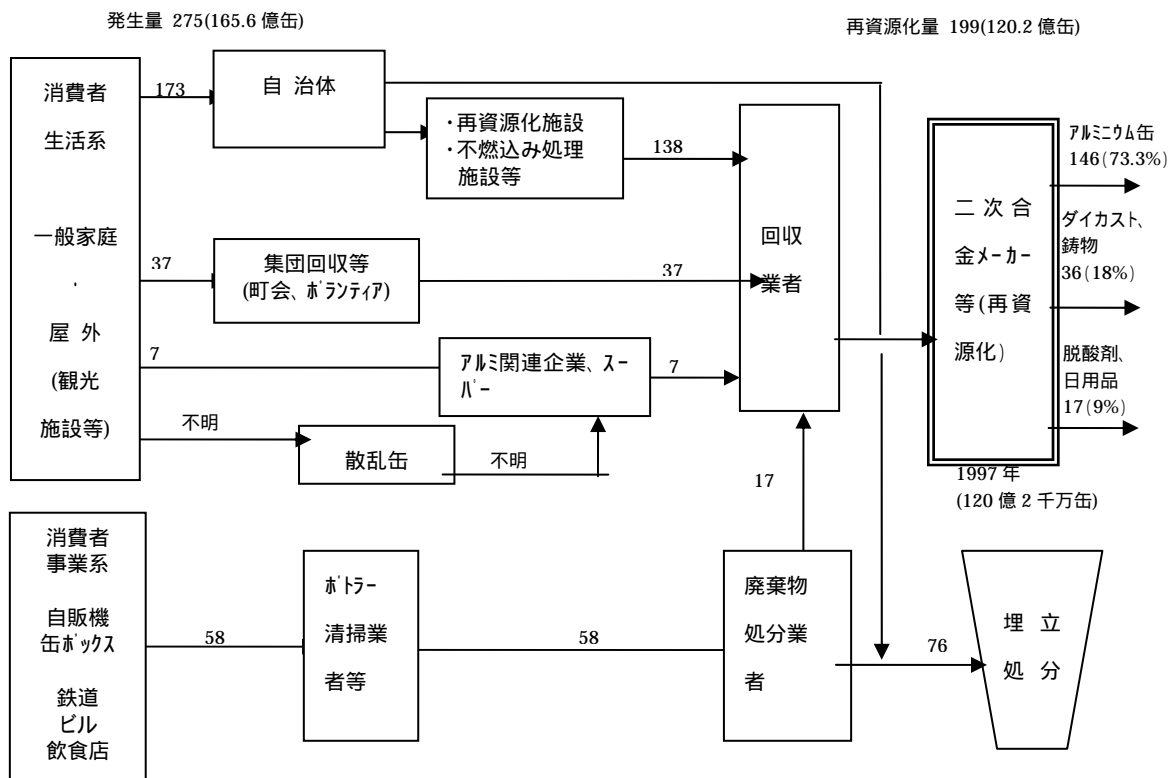 発生量 275(165.6 億缶)
再資源化量 199(120.2 億缶)
消費者
生活系
一般家庭
・
屋 外
(観光
施設等)
173
自 治体
・再資源化施設
・不燃込み処理
施設等
138
37
集団回収等
(町会、ﾎﾞﾗﾝﾃｨｱ)
37
7
ｱﾙﾐ関連企業、ｽｰ
ﾊﾟｰ
7
不明
散乱缶
不明
回収
業者
17
二 次 合
金ﾒｰｶｰ
等(再資
源化)
1997 年
(120 億 2 千万缶)
ｱﾙﾐﾆｳﾑ缶
146(73.3%)
ダイカスト、
鋳物
36(18%)
脱酸剤、
日用品
17(9%)
消費者
事業系
自販機
缶ﾎﾞｯｸｽ
鉄道
ビル
飲食店
58
ﾎﾞﾄﾗｰ
清掃業
者等
58
廃棄物
処分業
者
76
埋 立
処 分